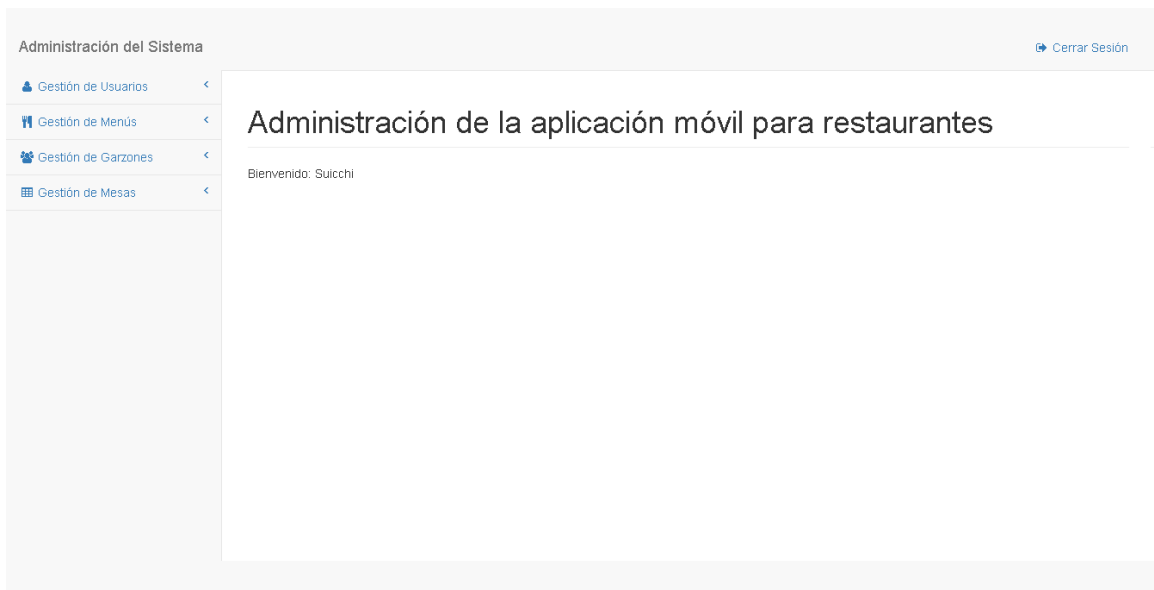 Administración del Sistema
Cerrar Sesión
Gestión de Usuarios
Gestión de Menús
Gestión de Garzones
Gestión de Mesas
Administración de la aplicación móvil para restaurantes
Bienvenido: Suicchi